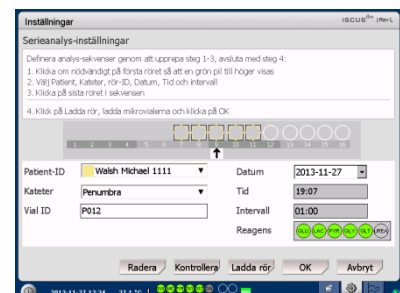 Inställningar
ISCUSflex |Rev L
Serieanalys-inställningar
Definera analys-sekvenser genom att upprepa steg 1-3, avsluta med steg 4:
1. Klicka om nödvändigt på första röret så att en grön pil till höger visas
2. Välj Patient, Kateter, rör-ID, Datum, Tid och intervall
3. Klicka på sista röret i sekvensen
4. Klick på Ladda rör, ladda mikrovialerna och klicka på OK
1 2 3 4 5 6 7 8 9 10 11 12 13 14 15 16
Patient-ID Walsh Michael 1111 Datum 2013-11-27
Kateter Penumbra Tid 19:07
Vial ID P012 Intervall 01:00
Reagens GLU LAC PYR GLY GLT UREA
Radera Kontrollera Ladda rör OK Avbryt